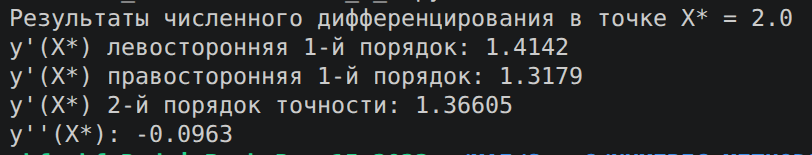 Результаты численного дифференцирования в точке X* = 2.0
y'(X*) левосторонняя 1-й порядок: 1.4142
y'(X*) правосторонняя 1-й порядок: 1.3179
y'(X*) 2-й порядок точности: 1.36605
y''(X*): -0.0963